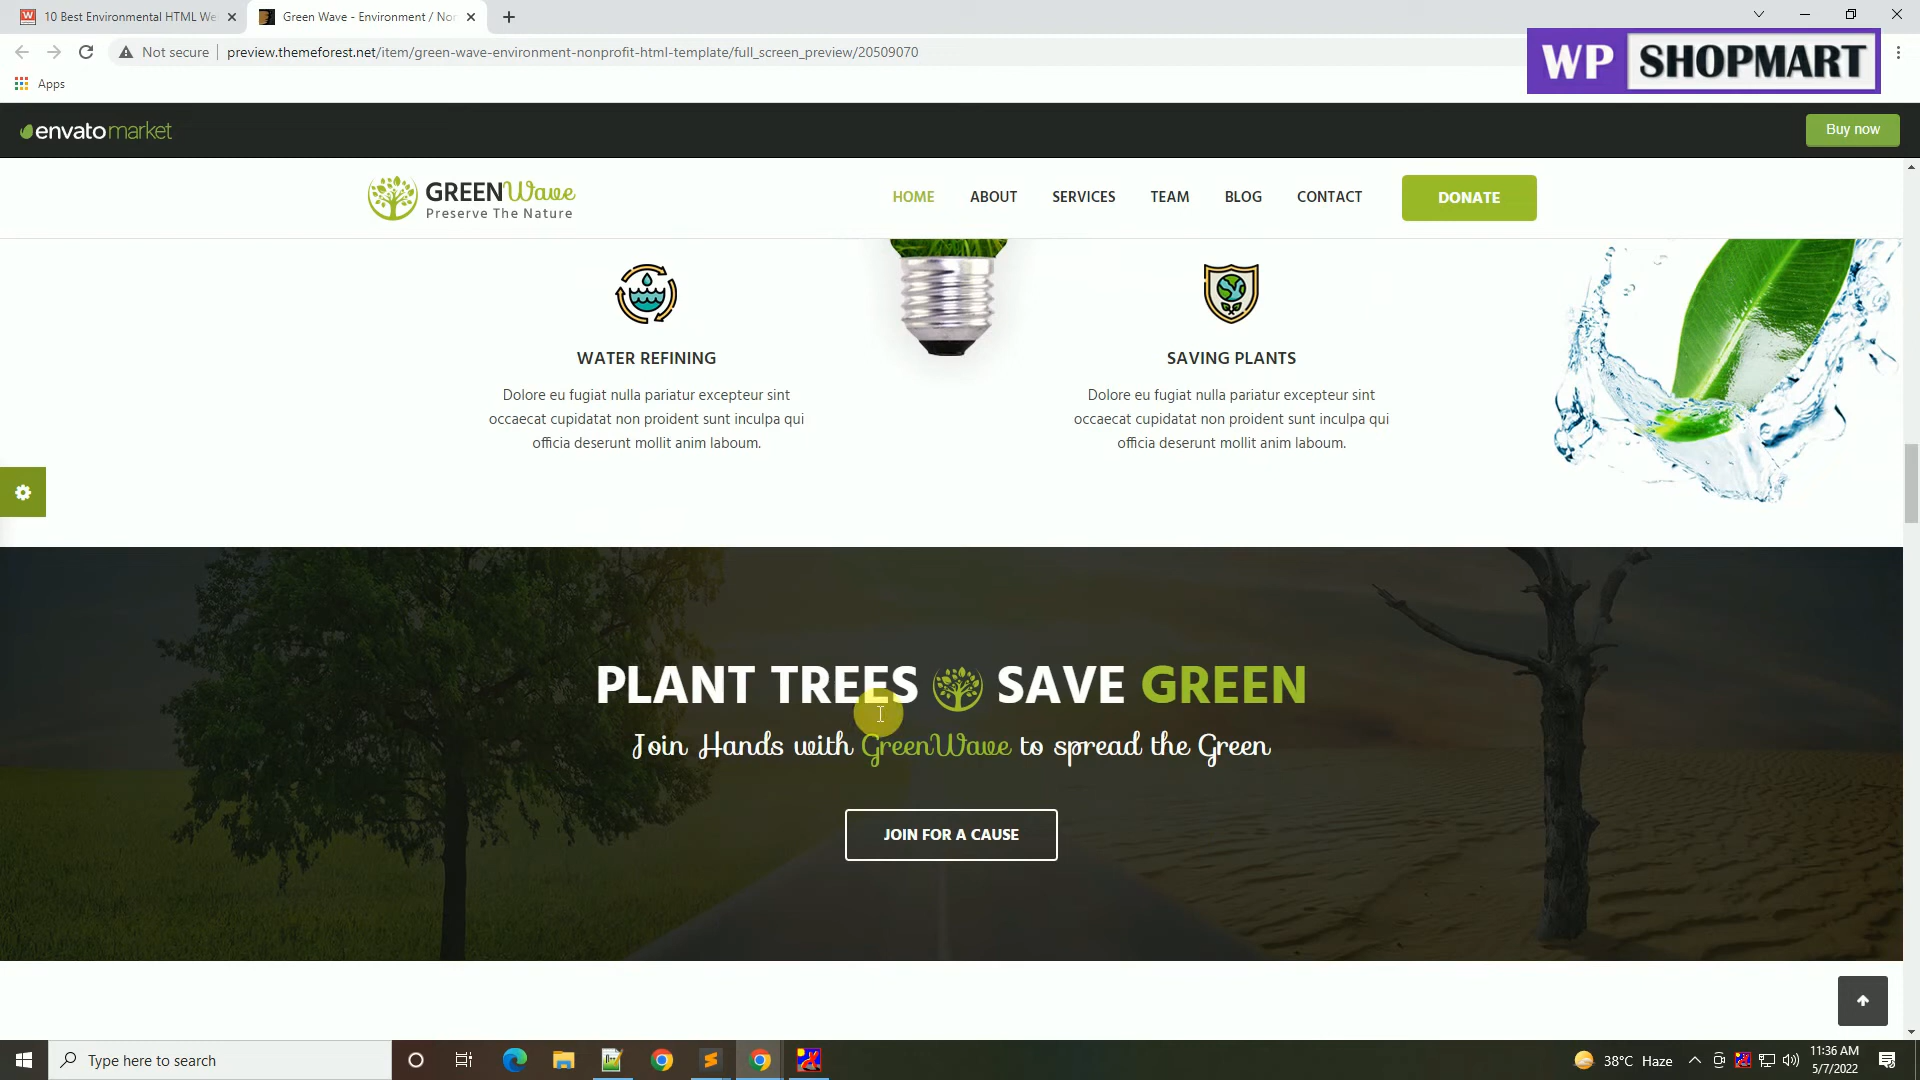 10 Best Environmental HTML We
Green Wave - Environment / Non
Not secure
preview.themeforest.net/item/green-wave-environment-nonprofit-html-template/full_screen_preview/20509070
WP SHOPMART
Apps
envato market
Buy now
GREENWave
Preserve The Nature
HOME ABOUT SERVICES TEAM BLOG CONTACT DONATE
WATER REFINING
Dolore eu fugiat nulla pariatur excepteur sint
occaecat cupidatat non proident sunt inculpa qui
officia deserunt mollit anim laboum.
SAVING PLANTS
Dolore eu fugiat nulla pariatur excepteur sint
occaecat cupidatat non proident sunt inculpa qui
officia deserunt mollit anim laboum.
PLANT TREES SAVE GREEN
Join Hands with GreenWave to spread the Green
JOIN FOR A CAUSE
Type here to search
38°C Haze
11:36 AM
5/7/2022